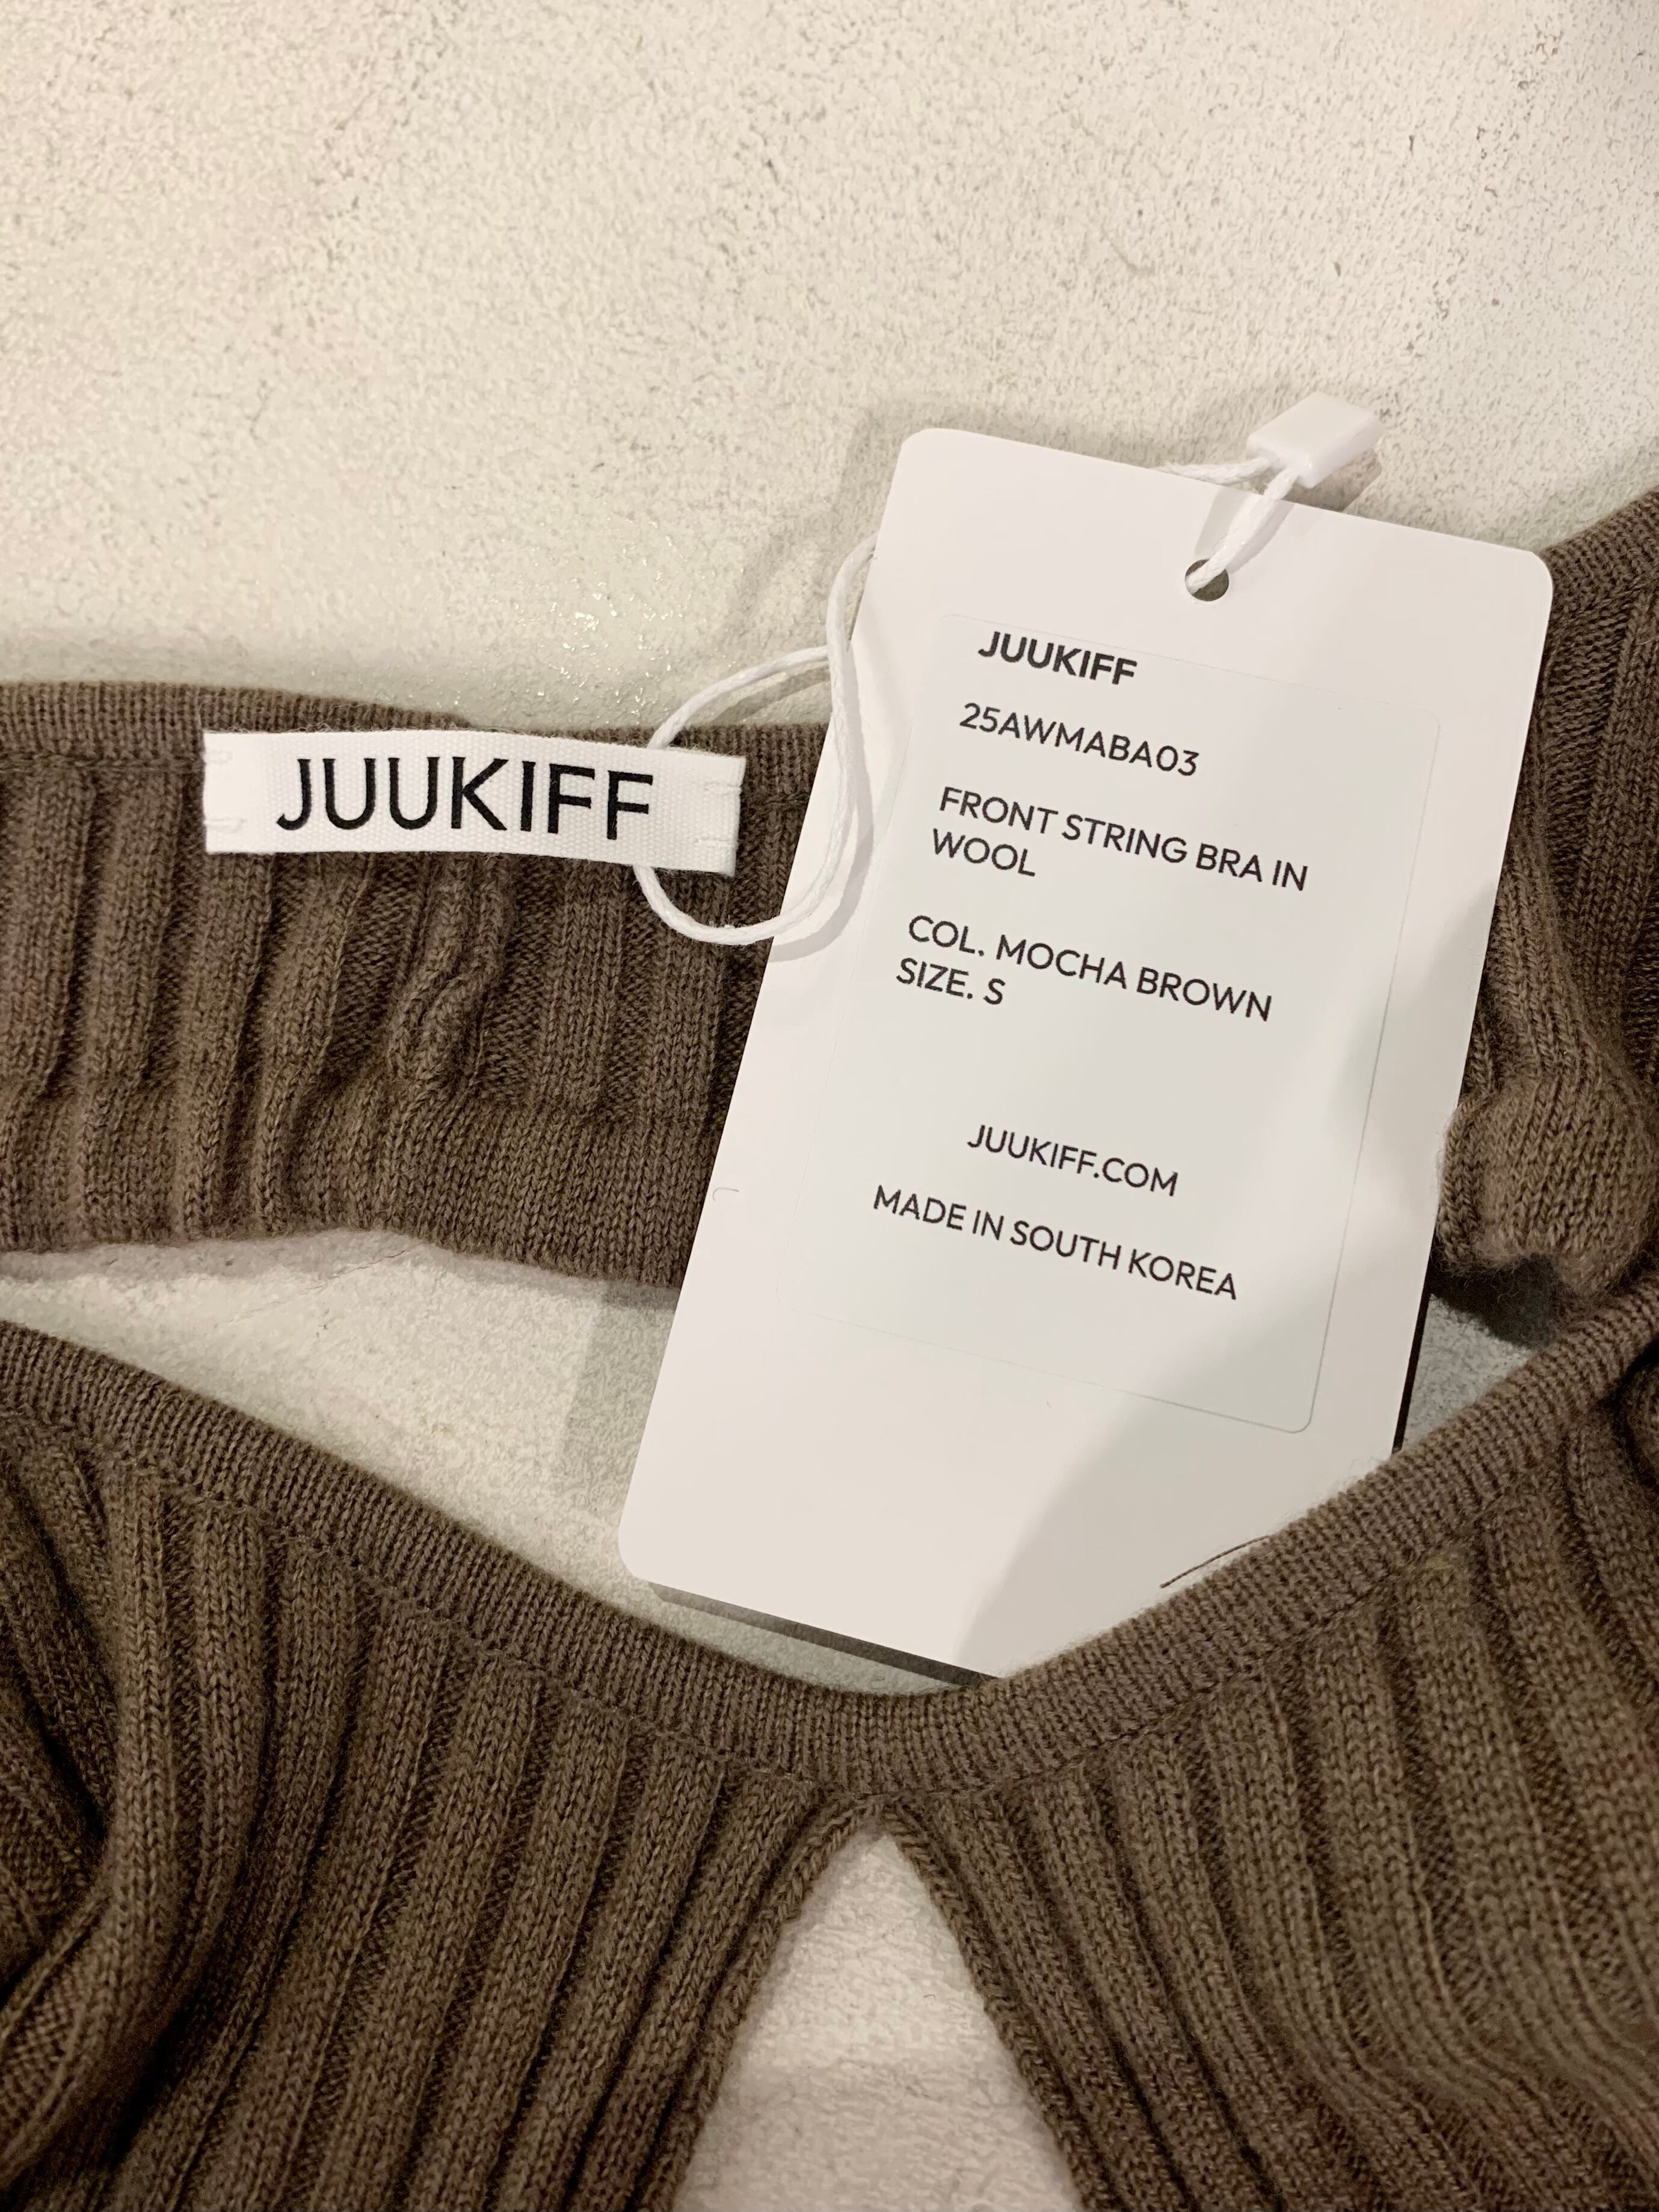 JUUKIFF
JUUKIFF
25AWMABA03
FRONT STRING BRA IN
WOOL
COL. MOCHA BROWN
SIZE. S
JUUKIFF.COM
MADE IN SOUTH KOREA